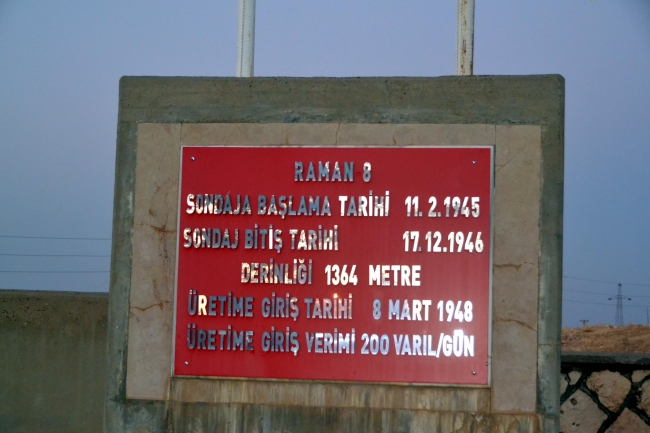 RAMAN 8
SONDAJA BAŞLAMA TARİHİ 11.2.1945
SONDAJ BİTİŞ TARİHİ 17.12.1946
DERİNLİĞİ 1364 METRE
ÜRETİME GİRİŞ TARİHİ 8 MART 1948
ÜRETİME GİRİŞ VERİMİ 200 VARİL/GÜN